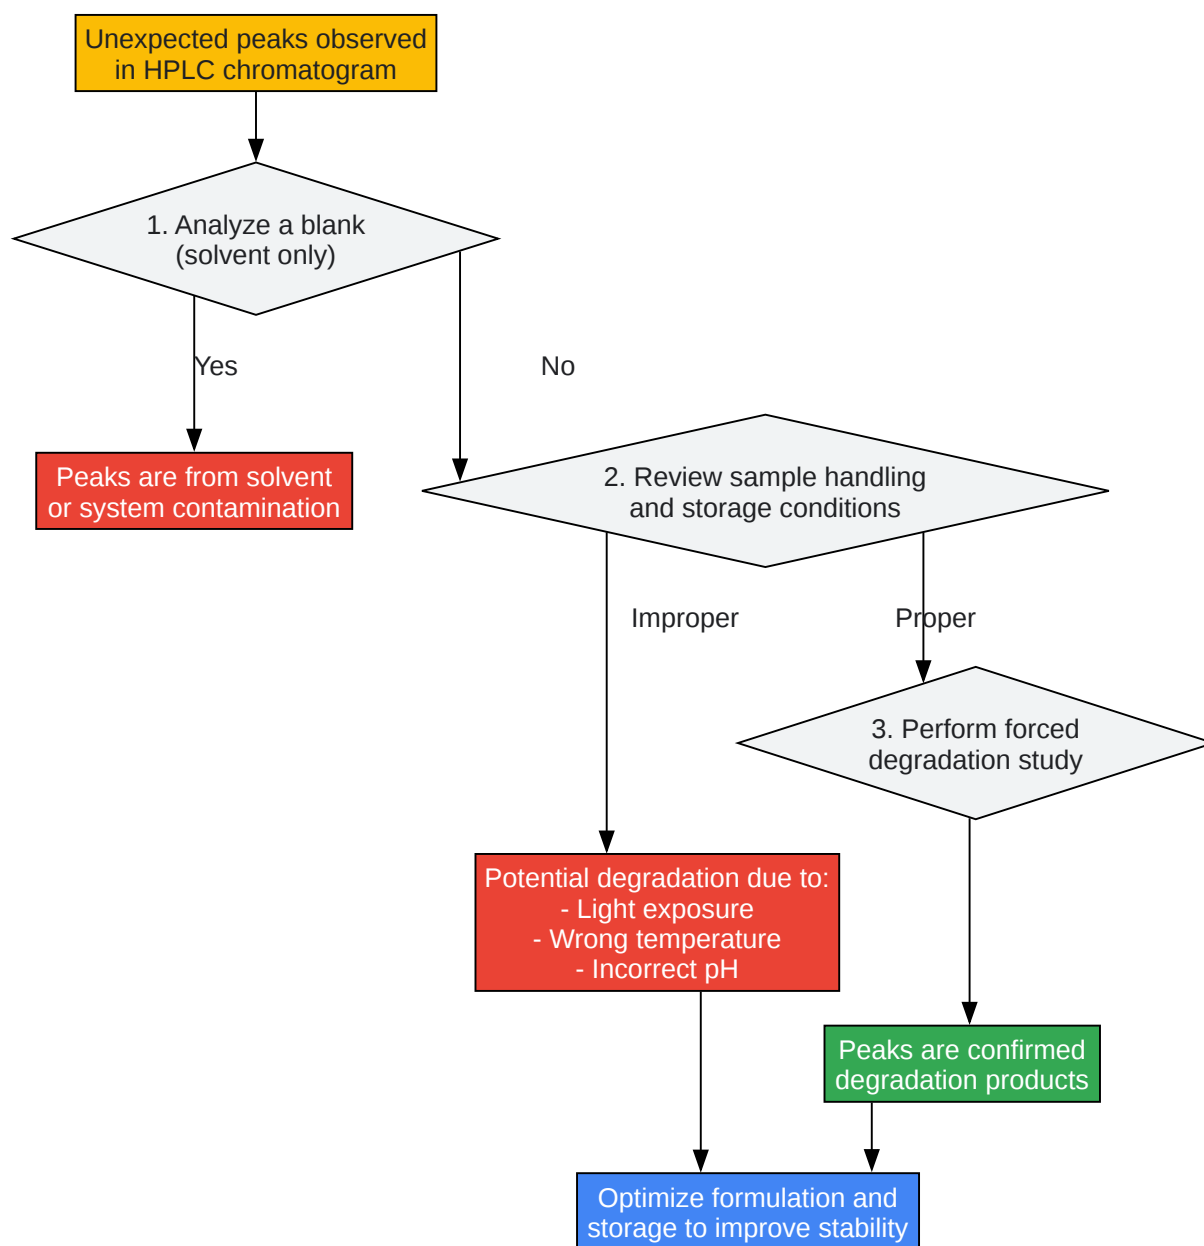 Unexpected peaks observed
in HPLC chromatogram
1. Analyze a blank
(solvent only)
Yes
No
Peaks are from solvent
or system contamination
2. Review sample handling
and storage conditions
Improper
Proper
3. Perform forced
degradation study
Potential degradation due to:
- Light exposure
- Wrong temperature
- Incorrect pH
Peaks are confirmed
degradation products
Optimize formulation and
storage to improve stability